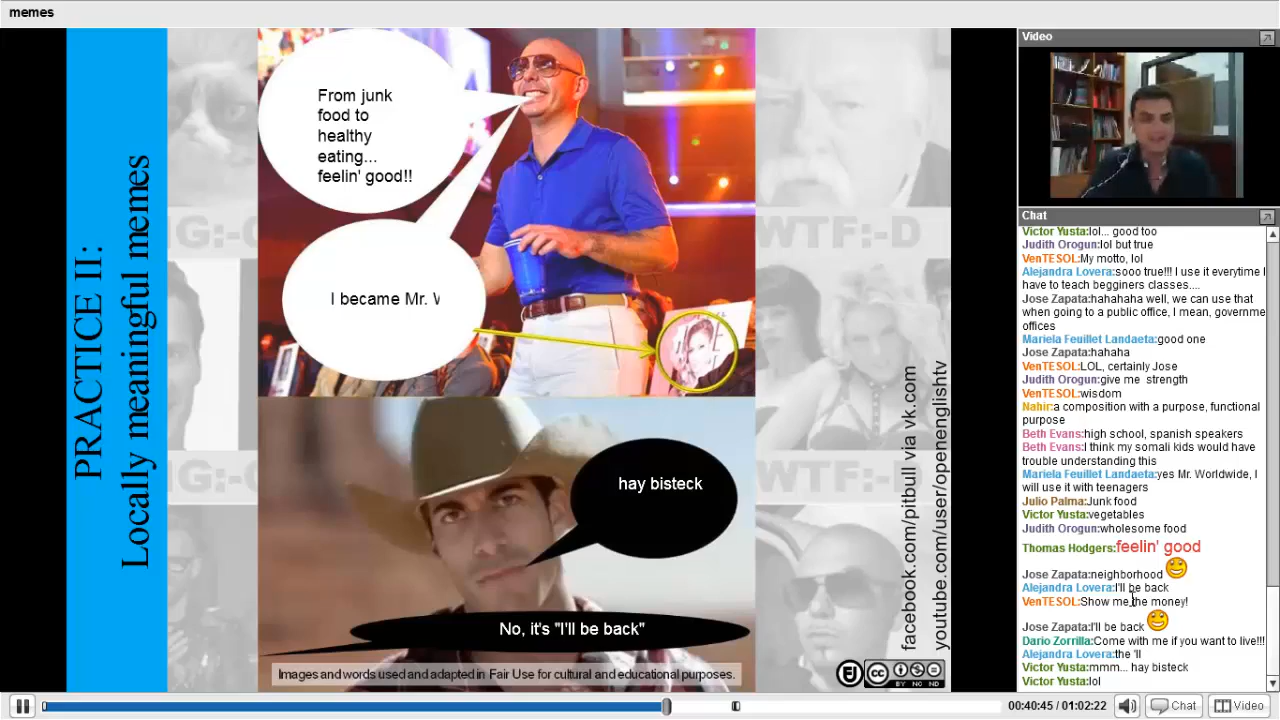 memes
PRACTICE II:
Locally meaningful memes
From junk
food to
healthy
eating...
feelin' good!!
I became Mr.
hay bisteck
No, it's "I'll be back"
Images and words used and adapted in Fair Use for cultural and educational purposes.
facebook.com/pitbull via vk.com
youtube.com/user/openenglishtv
WTF:-D
BY NC ND
Video
Chat
Victor Yusta:lol... good too
Judith Orogun:lol but true
VenTESOL:My motto, lol
Alejandra Lovera:sooo true!!! I use it everytime I
have to teach begginers classes....
Jose Zapata:hahahaha well, we can use that
when going to a public office, I mean, governme
offices
Mariela Feuillet Landaeta:good one
Jose Zapata:hahaha
VenTESOL:LOL, certainly Jose
Judith Orogun:give me strength
VenTESOL:wisdom
Nahir:a composition with a purpose, functional
purpose
Beth Evans:high school, spanish speakers
Beth Evans:I think my somali kids would have
trouble understanding this
Mariela Feuillet Landaeta:yes Mr. Worldwide, I
will use it with teenagers
Julio Palma:Junk food
Victor Yusta:vegetables
Judith Orogun:wholesome food
Thomas Hodgers:feelin' good
Jose Zapata:neighborhood
Alejandra Lovera:I'll be back
VenTESOL:Show me the money!
Jose Zapata:I'll be back
Dario Zorrilla:Come with me if you want to live!!!
Alejandra Lovera:the 'll
Victor Yusta:mmm... hay bisteck
Victor Yusta:lol
00:40:45 / 01:02:22
Chat
Video